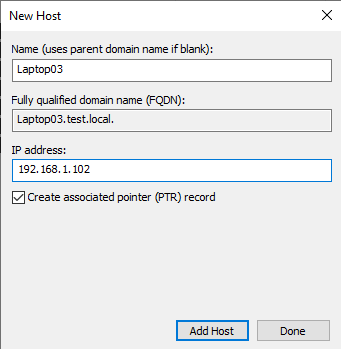 New Host
Name (uses parent domain name if blank):
Laptop03
Fully qualified domain name (FQDN):
Laptop03.test.local.
IP address:
192.168.1.102
Create associated pointer (PTR) record
Add Host
Done